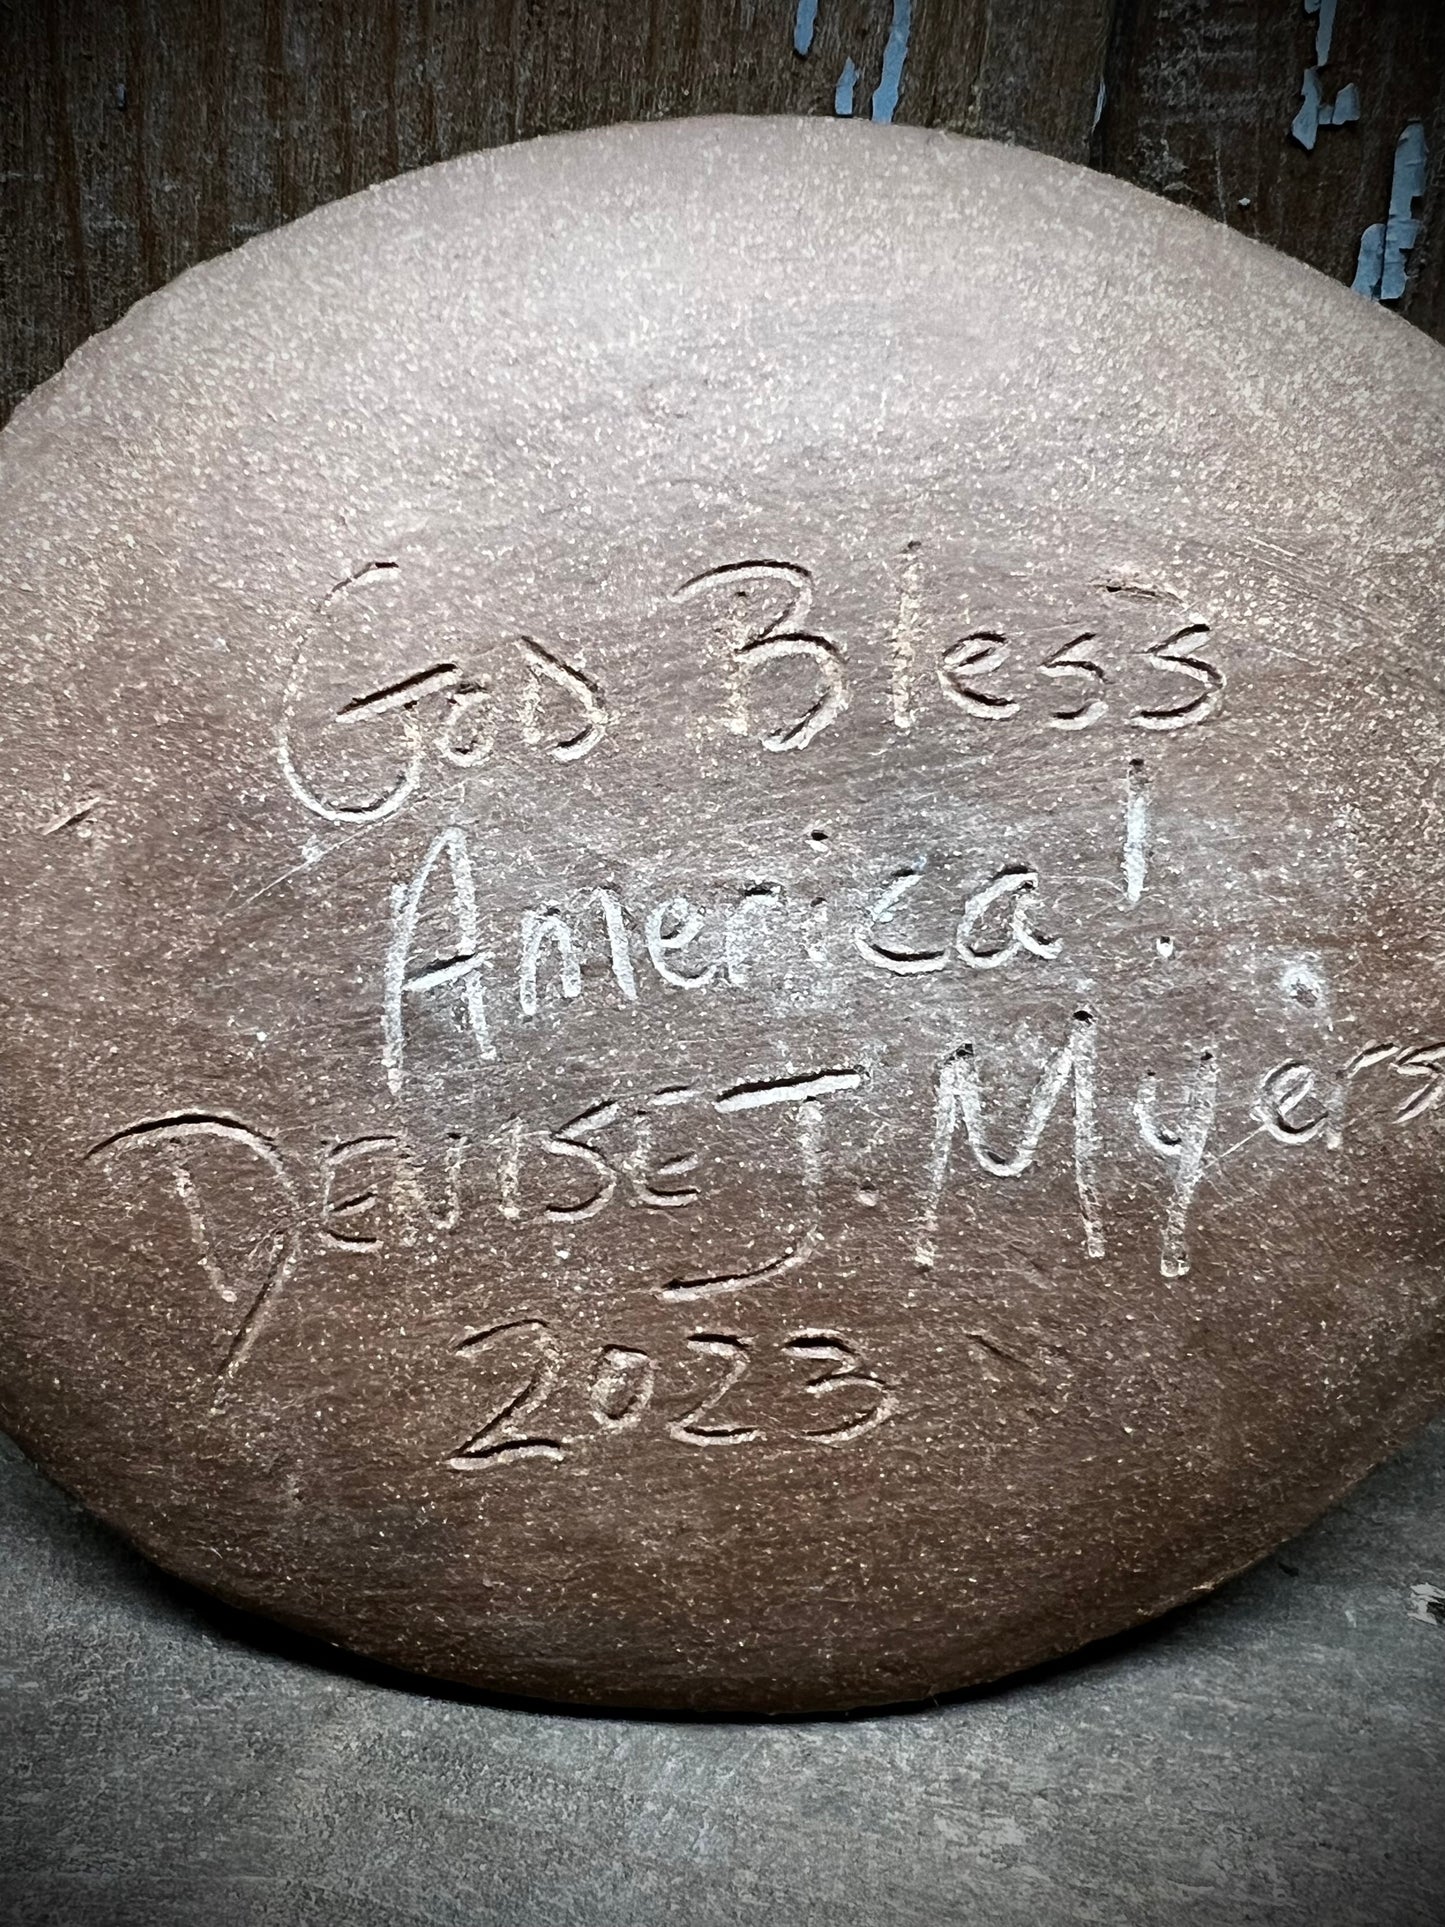 God Bless
America!
DENISE J. Myers
2023